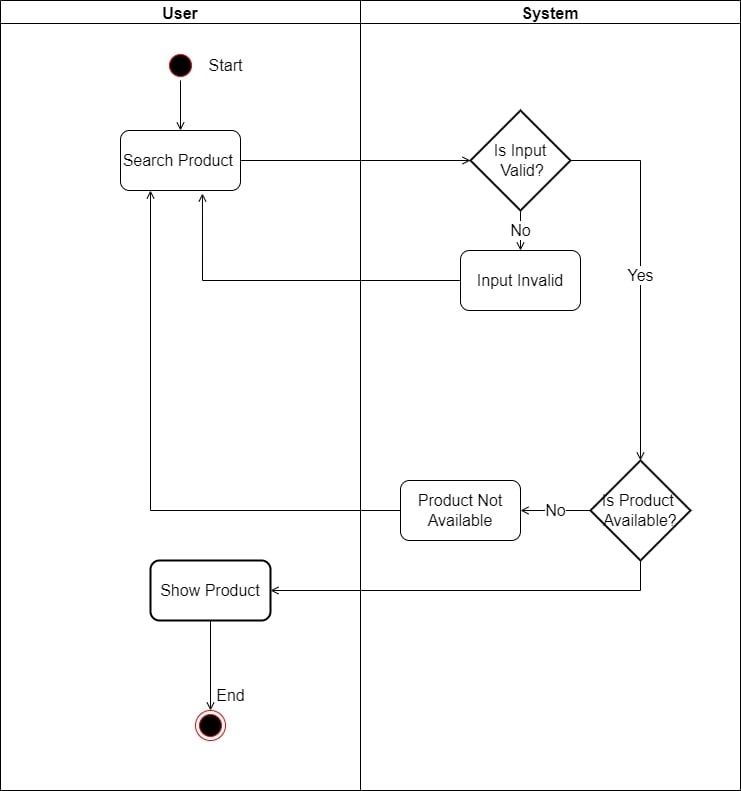 User
System
Start
Search Product
Is Input
Valid?
No
Input Invalid
Yes
Product Not
Available
No
Is Product
Available?
Show Product
End